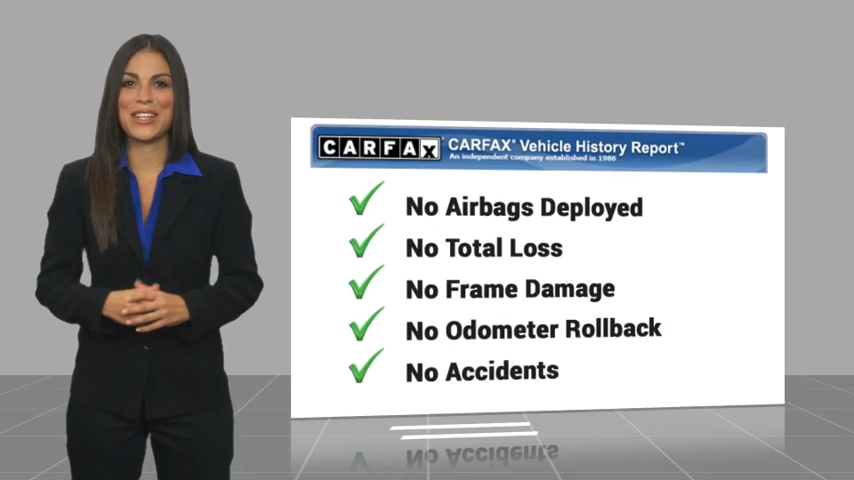 CARFAX® CARFAX® Vehicle History Report™
An independent company established in 1986
No Airbags Deployed
No Total Loss
No Frame Damage
No Odometer Rollback
No Accidents
No Accidents